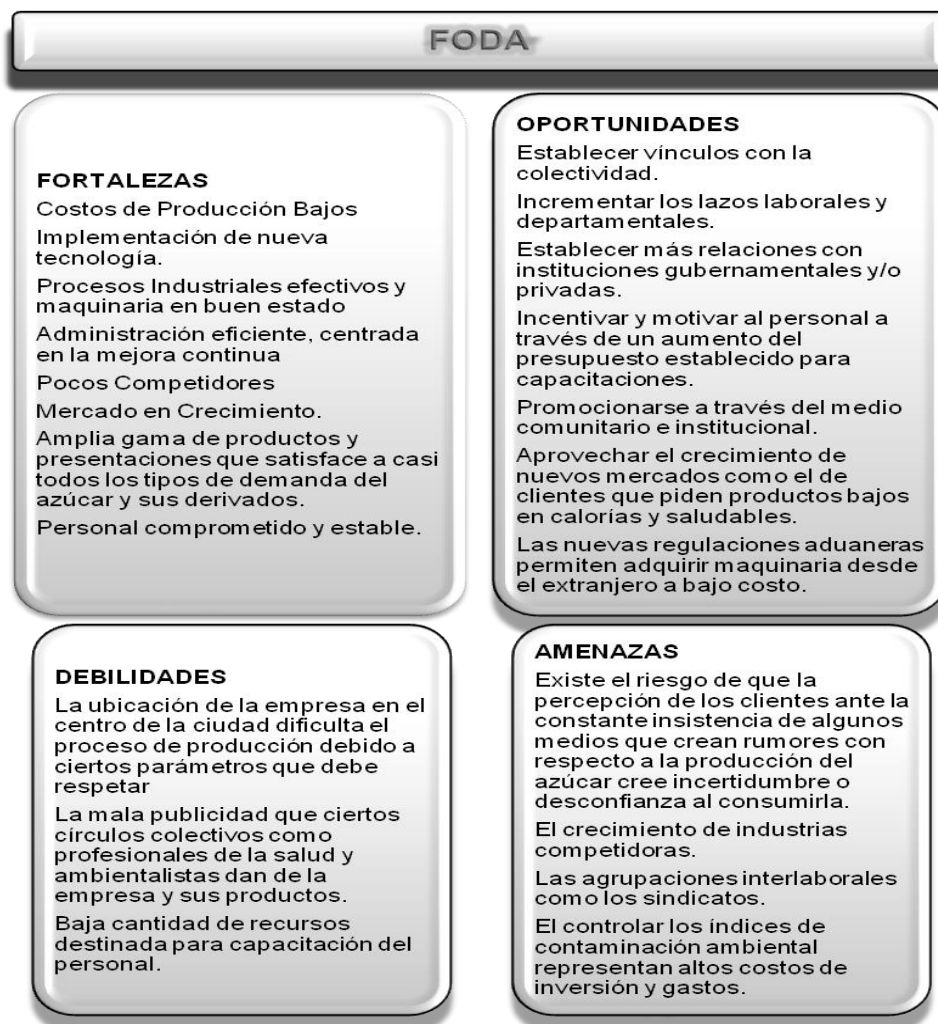 FODA
FORTALEZAS
Costos de Producción Bajos
Implementación de nueva
tecnología.
Procesos Industriales efectivos y
maquinaria en buen estado
Administración eficiente, centrada
en la mejora continua
Pocos Competidores
Mercado en Crecimiento.
Amplia gama de productos y
presentaciones que satisface a casi
todos los tipos de demanda del
azúcar y sus derivados.
Personal comprometido y estable.
OPORTUNIDADES
Establecer vínculos con la
colectividad.
Incrementar los lazos laborales y
departamentales.
Establecer más relaciones con
instituciones gubernamentales y/o
privadas.
Incentivar y motivar al personal a
través de un aumento del
presupuesto establecido para
capacitaciones.
Promocionarse a través del medio
comunitario e institucional.
Aprovechar el crecimiento de
nuevos mercados como el de
clientes que piden productos bajos
en calorías y saludables.
Las nuevas regulaciones aduaneras
permiten adquirir maquinaria desde
el extranjero a bajo costo.
DEBILIDADES
La ubicación de la empresa en el
centro de la ciudad dificulta el
proceso de producción debido a
ciertos parámetros que debe
respetar
La mala publicidad que ciertos
círculos colectivos como
profesionales de la salud y
ambientalistas dan de la
empresa y sus productos.
Baja cantidad de recursos
destinada para capacitación del
personal.
AMENAZAS
Existe el riesgo de que la
percepción de los clientes ante la
constante insistencia de algunos
medios que crean rumores con
respecto a la producción del
azúcar cree incertidumbre o
desconfianza al consumirla.
El crecimiento de industrias
competidoras.
Las agrupaciones interlaborales
como los sindicatos.
El controlar los índices de
contaminación ambiental
representan altos costos de
inversión y gastos.